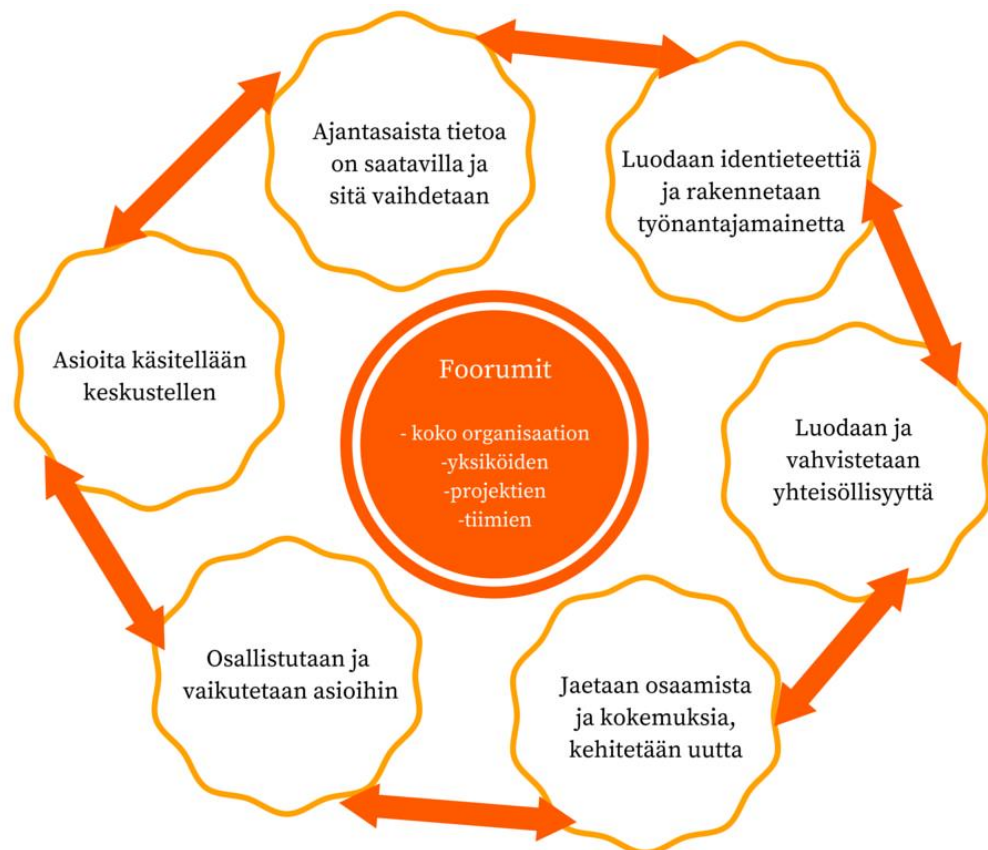 Ajantasaista tietoa
on saatavilla ja
sitä vaihdetaan
Luodaan identieteettiä
ja rakennetaan
työnantajamainetta
Asioita käsitellään
keskustellen
Foorumit
- koko organisaation
-yksiköiden
-projektien
-tiimien
Luodaan ja
vahvistetaan
yhteisöllisyyttä
Osallistutaan ja
vaikutetaan asioihin
Jaetaan osaamista
ja kokemuksia,
kehitetään uutta